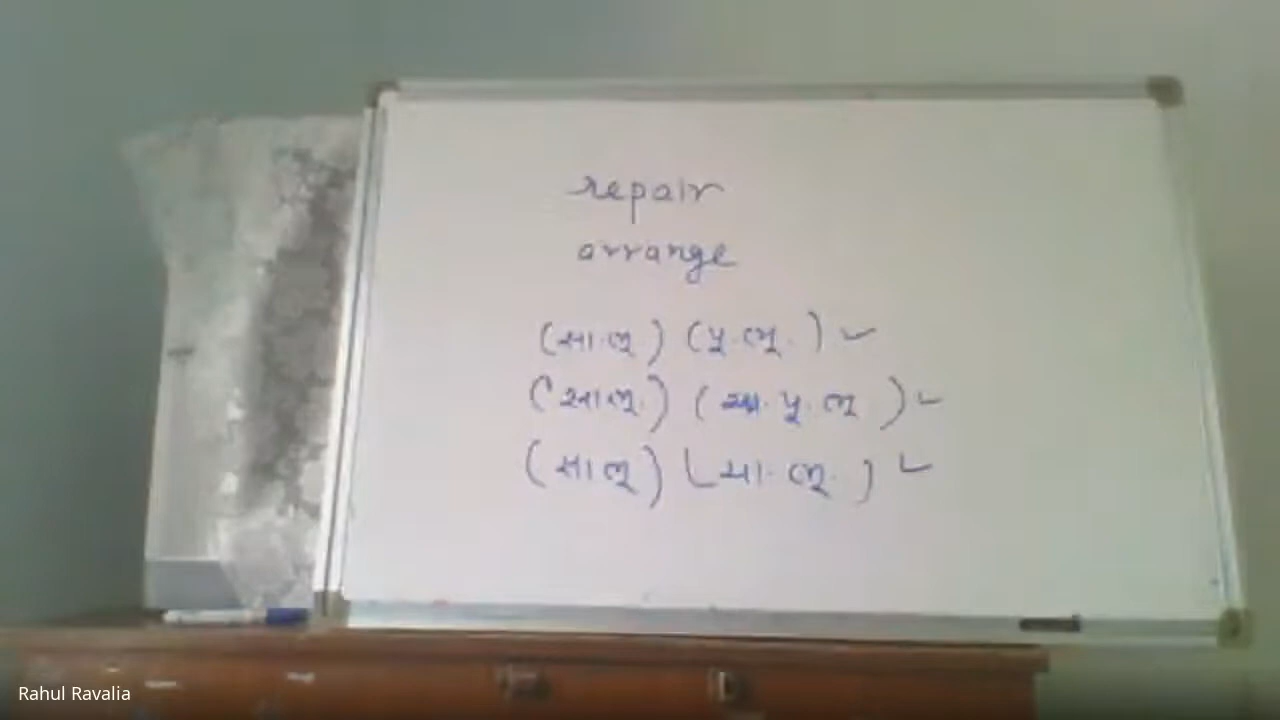 repair
arrange
(સા.ભૂ.) (પૂ.ભૂ.) ✓
(સા.ભૂ.) (ચા.પૂ.ભૂ.) ✓
(સા.ભૂ) (ચા.ભૂ.) ✓
Rahul Ravalia